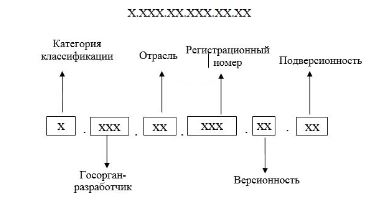 X.XXX.XX.XXX.XX.XX
Категория
классификации
Отрасль
Регистрационный
номер
Подверсионность
X . XXX . XX . XXX . XX . XX
Госорган-
разработчик
Версионность